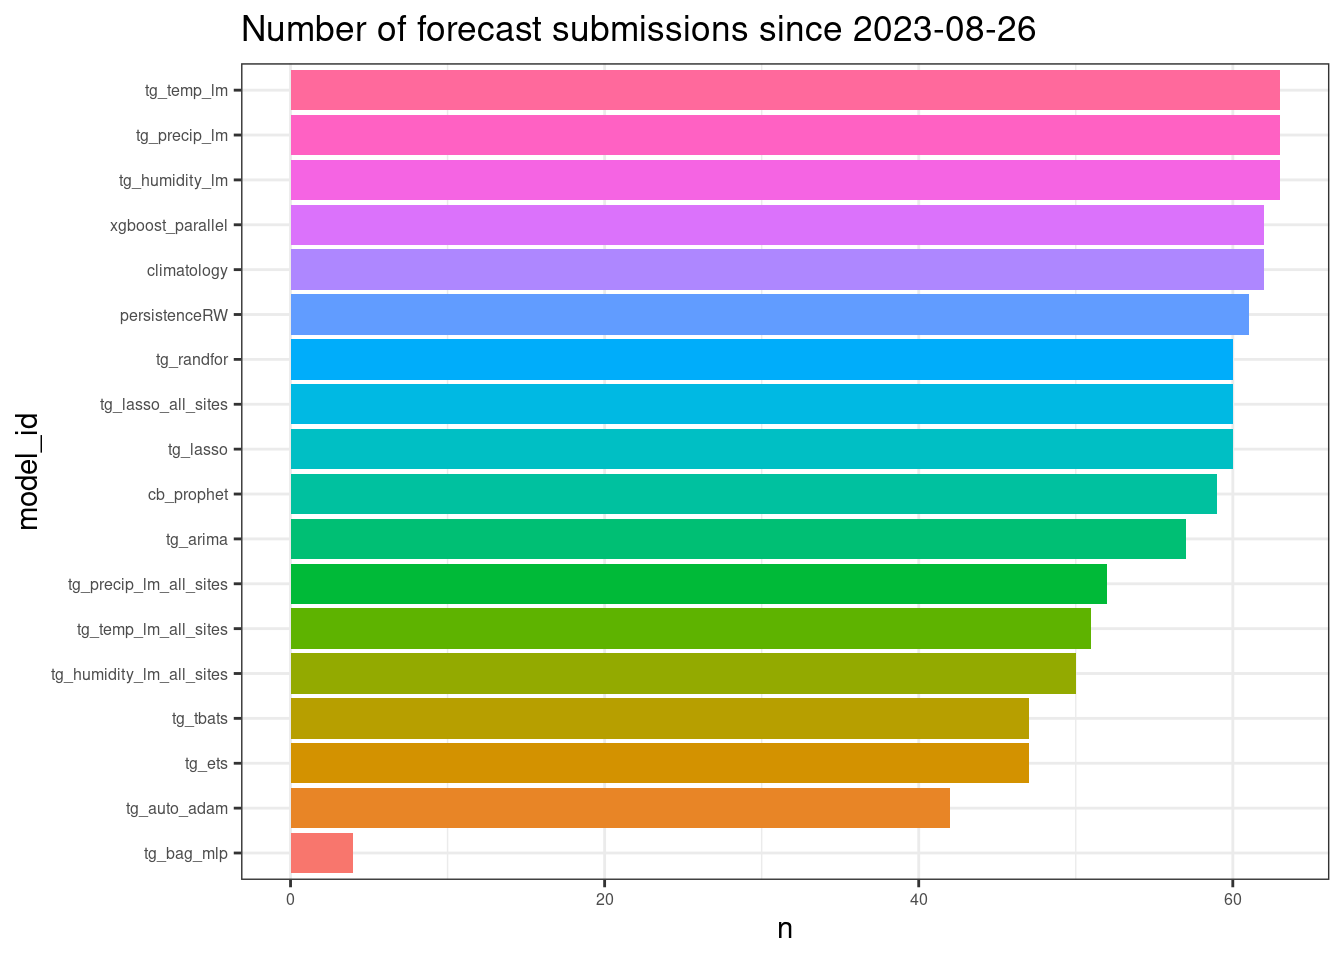 Number of forecast submissions since 2023-08-26
tg_temp_lm
tg_precip_lm
tg_humidity_lm
xgboost_parallel
climatology
persistenceRW
tg_randfor
tg_lasso_all_sites
tg_lasso
cb_prophet
tg_arima
tg_precip_lm_all_sites
tg_temp_lm_all_sites
tg_humidity_lm_all_sites
tg_tbats
tg_ets
tg_auto_adam
tg_bag_mlp
model_id
0 20 40 60
n